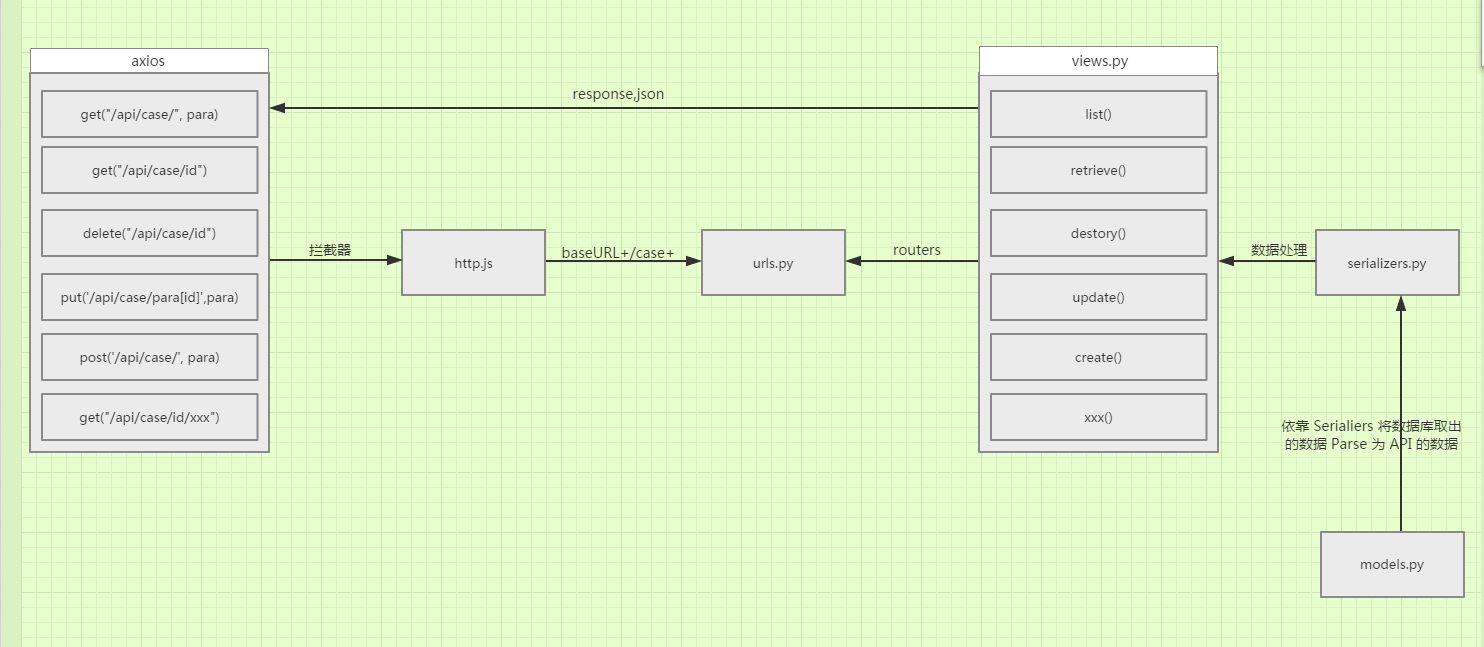 axios
get("/api/case/", para)
get("/api/case/id")
delete("/api/case/id")
put('/api/case/para[id]',para)
post('/api/case/', para)
get("/api/case/id/xxx")
response,json
拦截器
http.js
baseURL+/case+
urls.py
routers
views.py
list()
retrieve()
destory()
update()
create()
xxx()
数据处理
serializers.py
依靠 Serialiers 将数据库取出
的数据 Parse 为 API 的数据
models.py